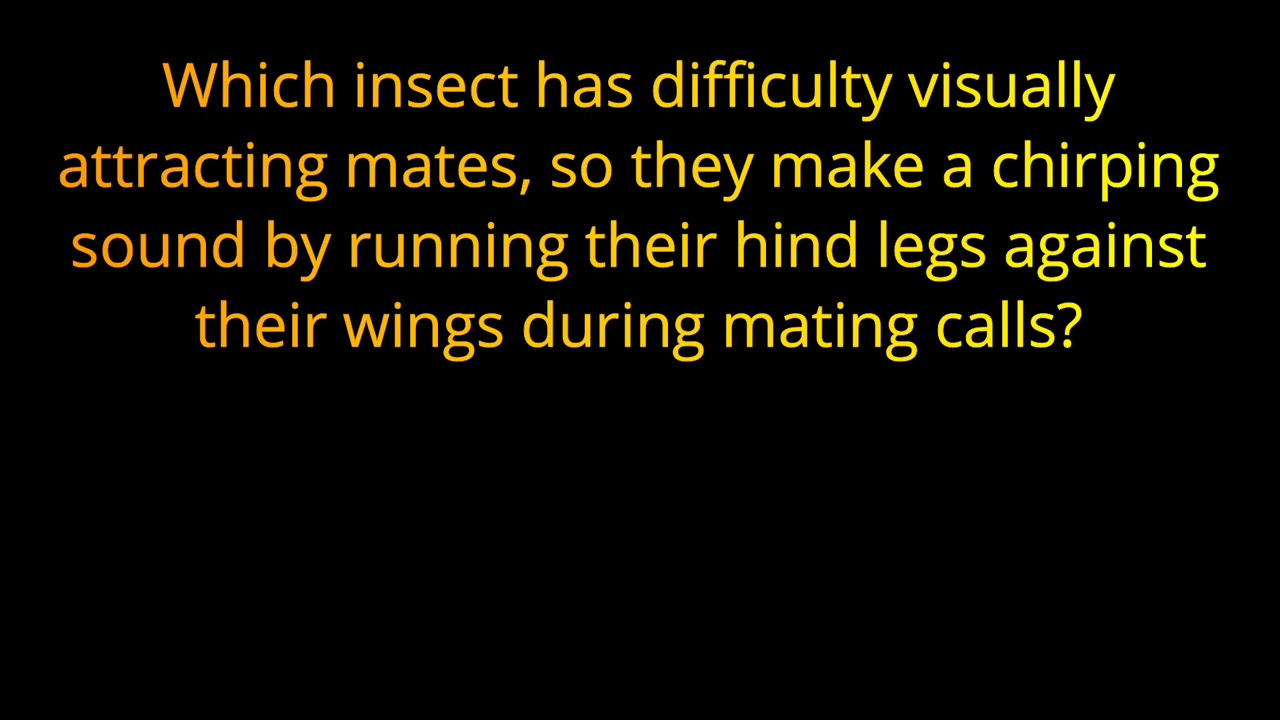 Which insect has difficulty visually
attracting mates, so they make a chirping
sound by running their hind legs against
their wings during mating calls?